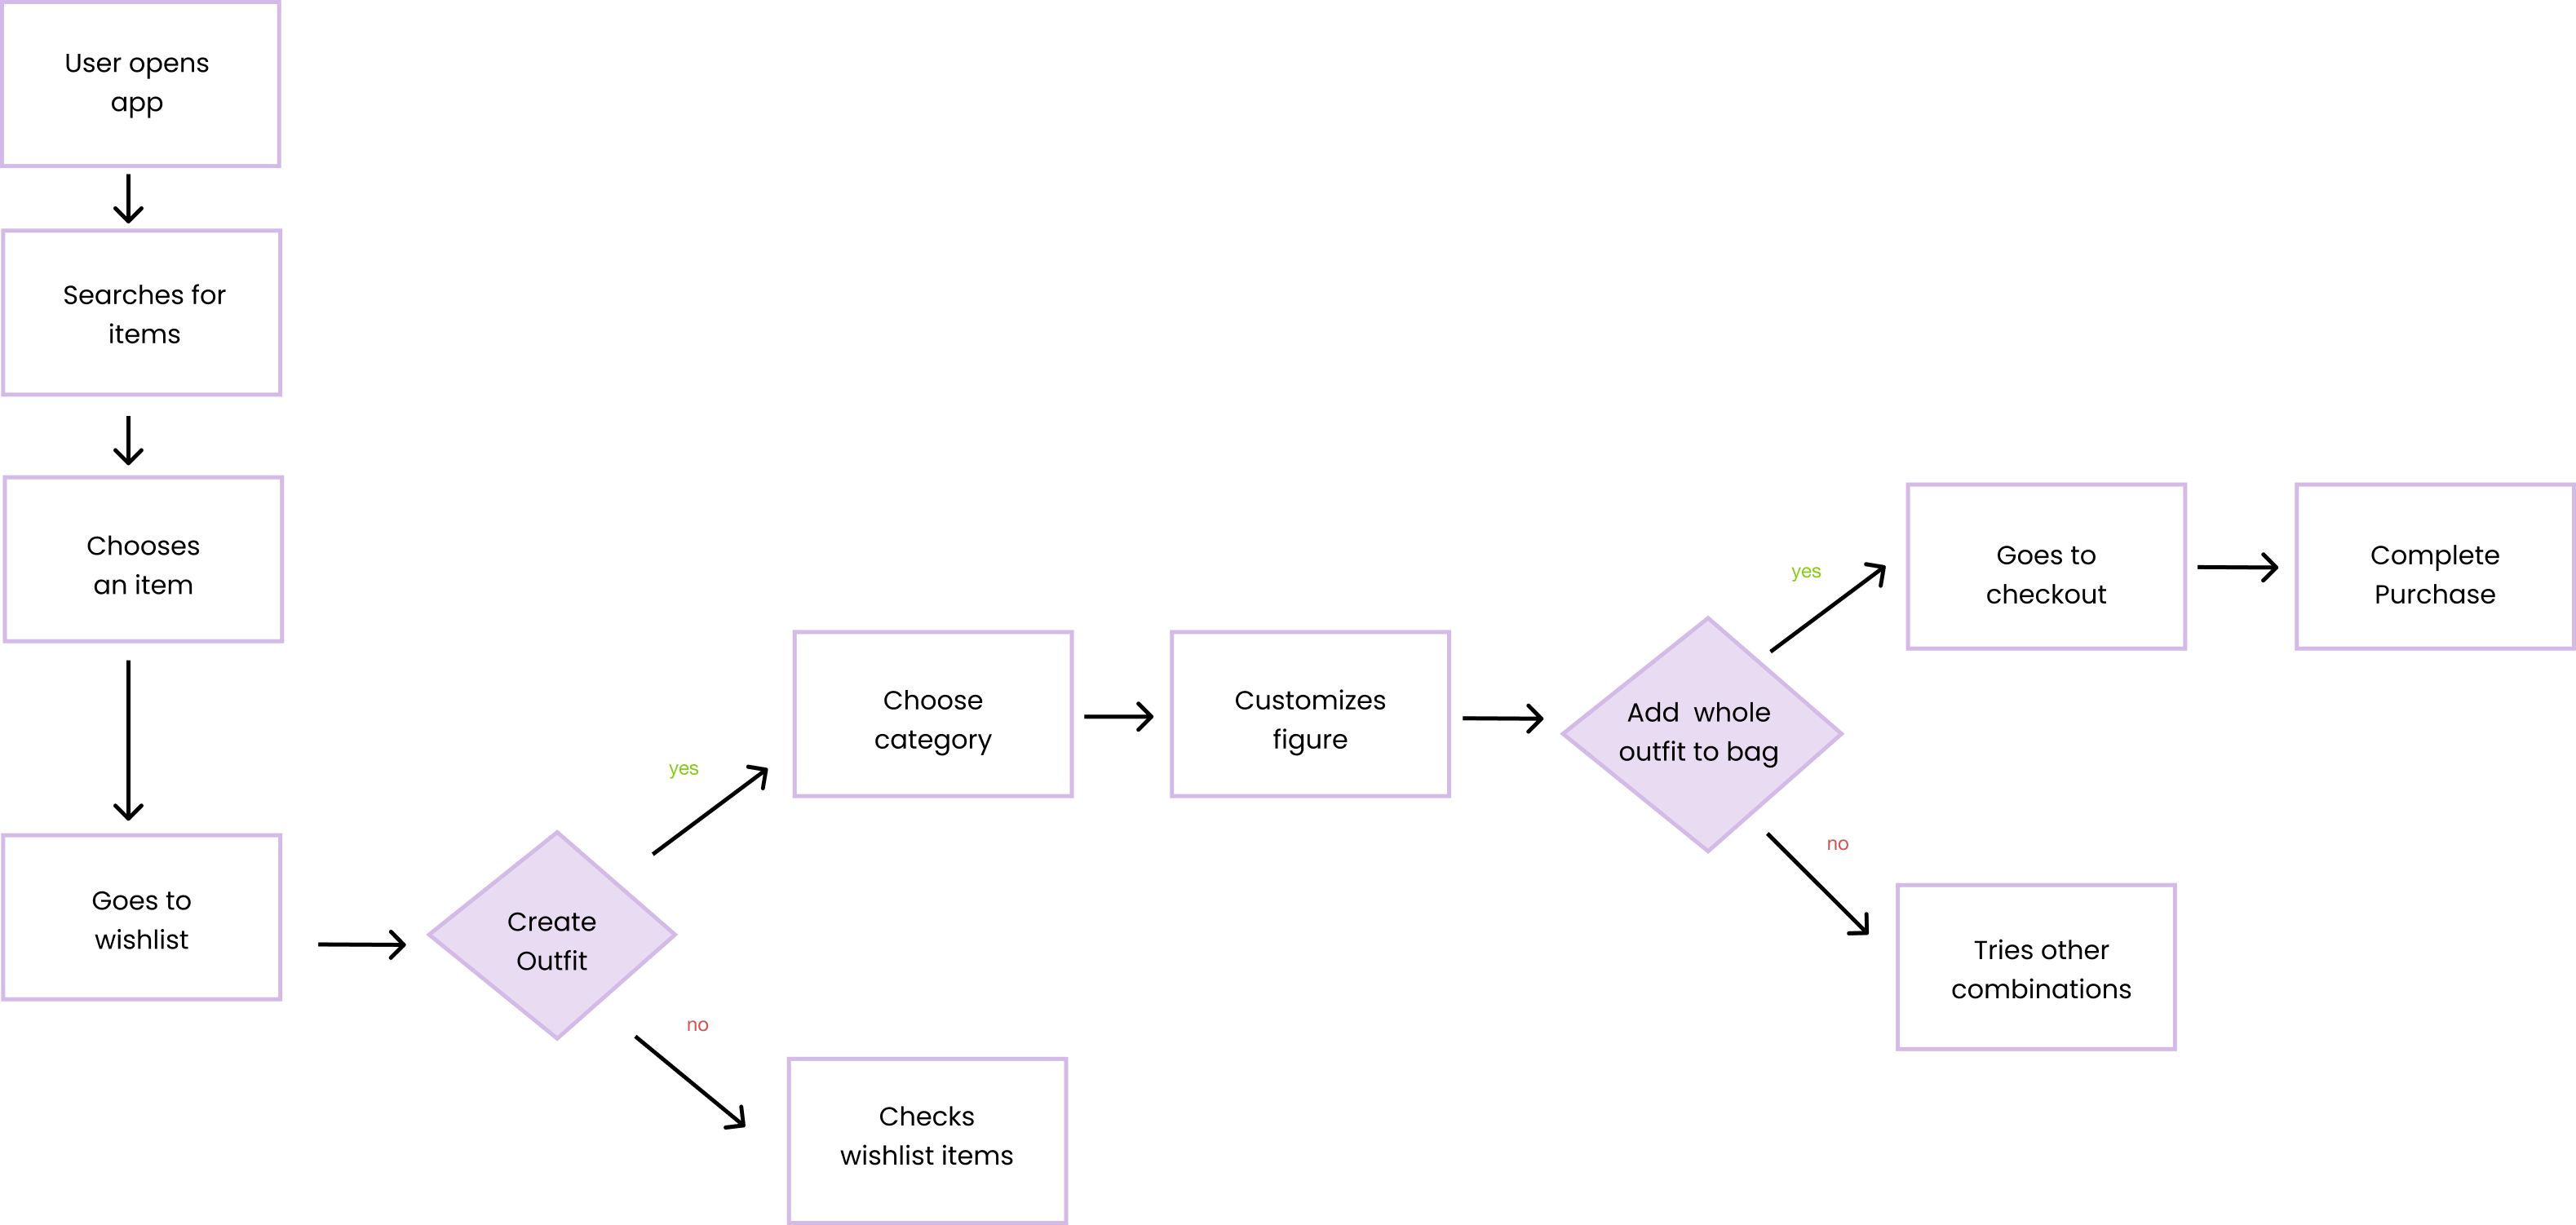 User opens
app
Searches for
items
Chooses
an item
Goes to
wishlist
Create
Outfit
yes
no
Choose
category
Checks
wishlist items
Customizes
figure
Add  whole
outfit to bag
yes
no
Goes to
checkout
Complete
Purchase
Tries other
combinations